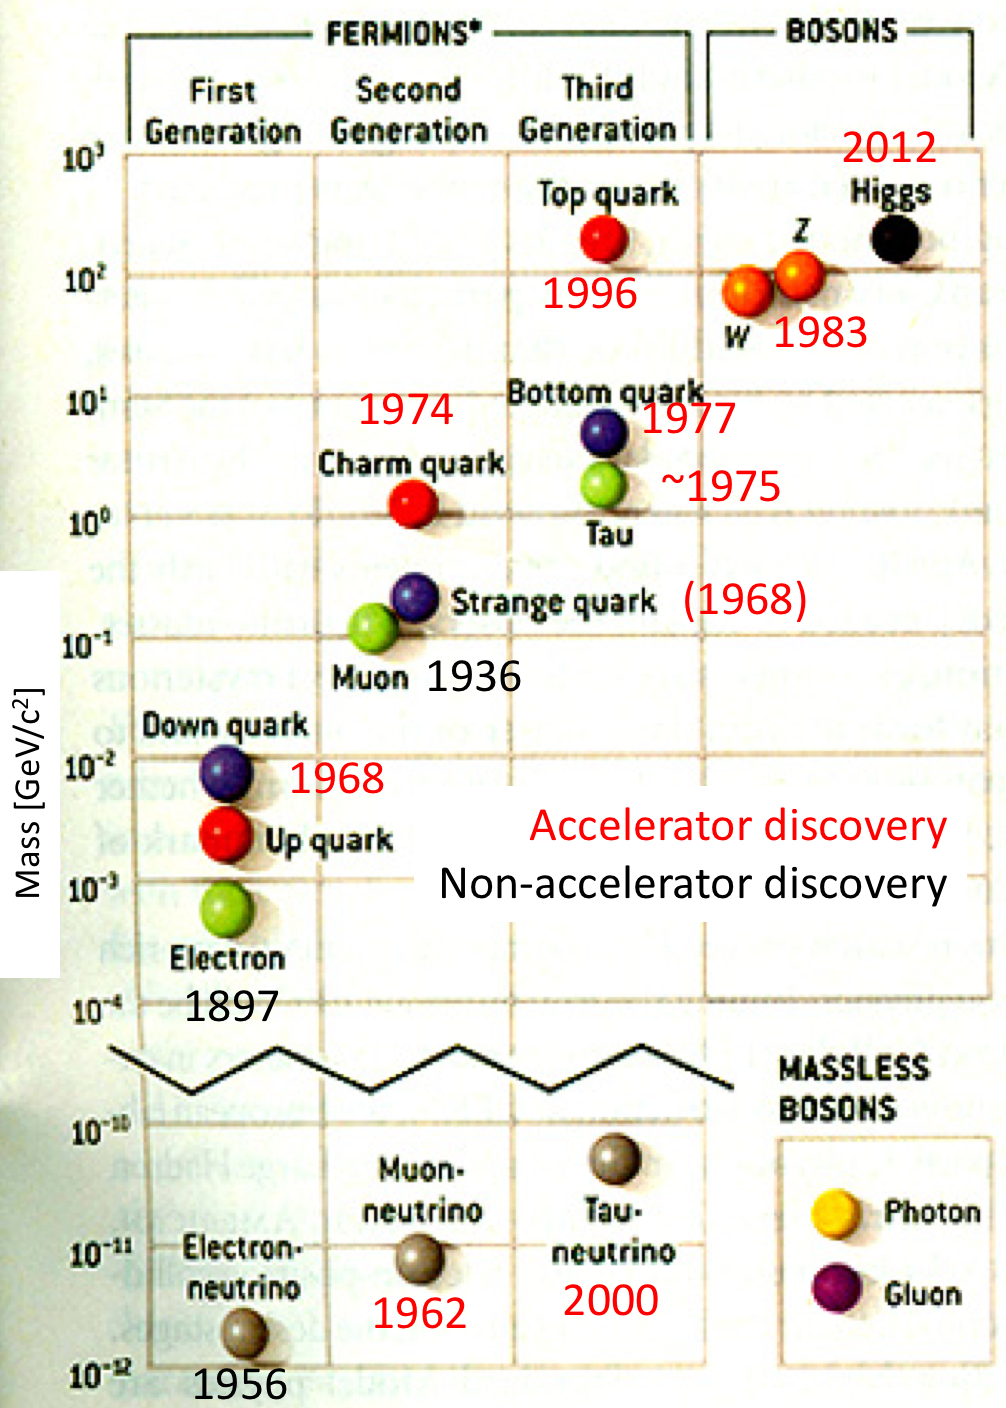 FERMIONS*
BOSONS
First
Generation
Second
Generation
Third
Generation
10³
2012
Top quark
Higgs
Z
10²
1996
W
1983
10¹
1974
Bottom quark
1977
Charm quark
~1975
10⁰
Tau
Strange quark
(1968)
10⁻¹
Muon
1936
Mass [GeV/c²]
Down quark
10⁻²
1968
Up quark
Accelerator discovery
10⁻³
Non-accelerator discovery
Electron
1897
10⁻⁴
MASSLESS
BOSONS
10⁻¹⁰
Muon-
neutrino
Tau-
neutrino
Photon
10⁻¹¹
Electron-
neutrino
1962
2000
Gluon
10⁻¹²
1956